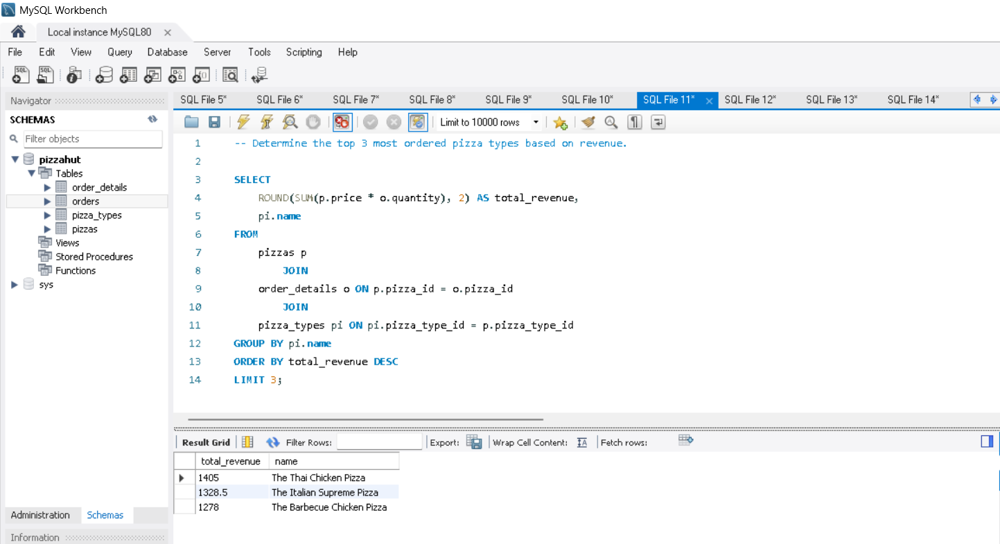 MySQL Workbench
Local instance MySQL80
File Edit View Query Database Server Tools Scripting Help
Navigator
SCHEMAS
Filter objects
pizzahut
Tables
order_details
orders
pizza_types
pizzas
Views
Stored Procedures
Functions
sys
Administration Schemas
Information
SQL File 5* SQL File 6* SQL File 7* SQL File 8* SQL File 9* SQL File 10* SQL File 11* SQL File 12* SQL File 13* SQL File 14*
Limit to 10000 rows
1 -- Determine the top 3 most ordered pizza types based on revenue.
2
3 SELECT
4 ROUND(SUM(p.price * o.quantity), 2) AS total_revenue,
5 pi.name
6 FROM
7 pizzas p
8 JOIN
9 order_details o ON p.pizza_id = o.pizza_id
10 JOIN
11 pizza_types pi ON pi.pizza_type_id = p.pizza_type_id
12 GROUP BY pi.name
13 ORDER BY total_revenue DESC
14 LIMIT 3;
Result Grid Filter Rows: Export: Wrap Cell Content: Fetch rows:
total_revenue name
1405 The Thai Chicken Pizza
1328.5 The Italian Supreme Pizza
1278 The Barbecue Chicken Pizza